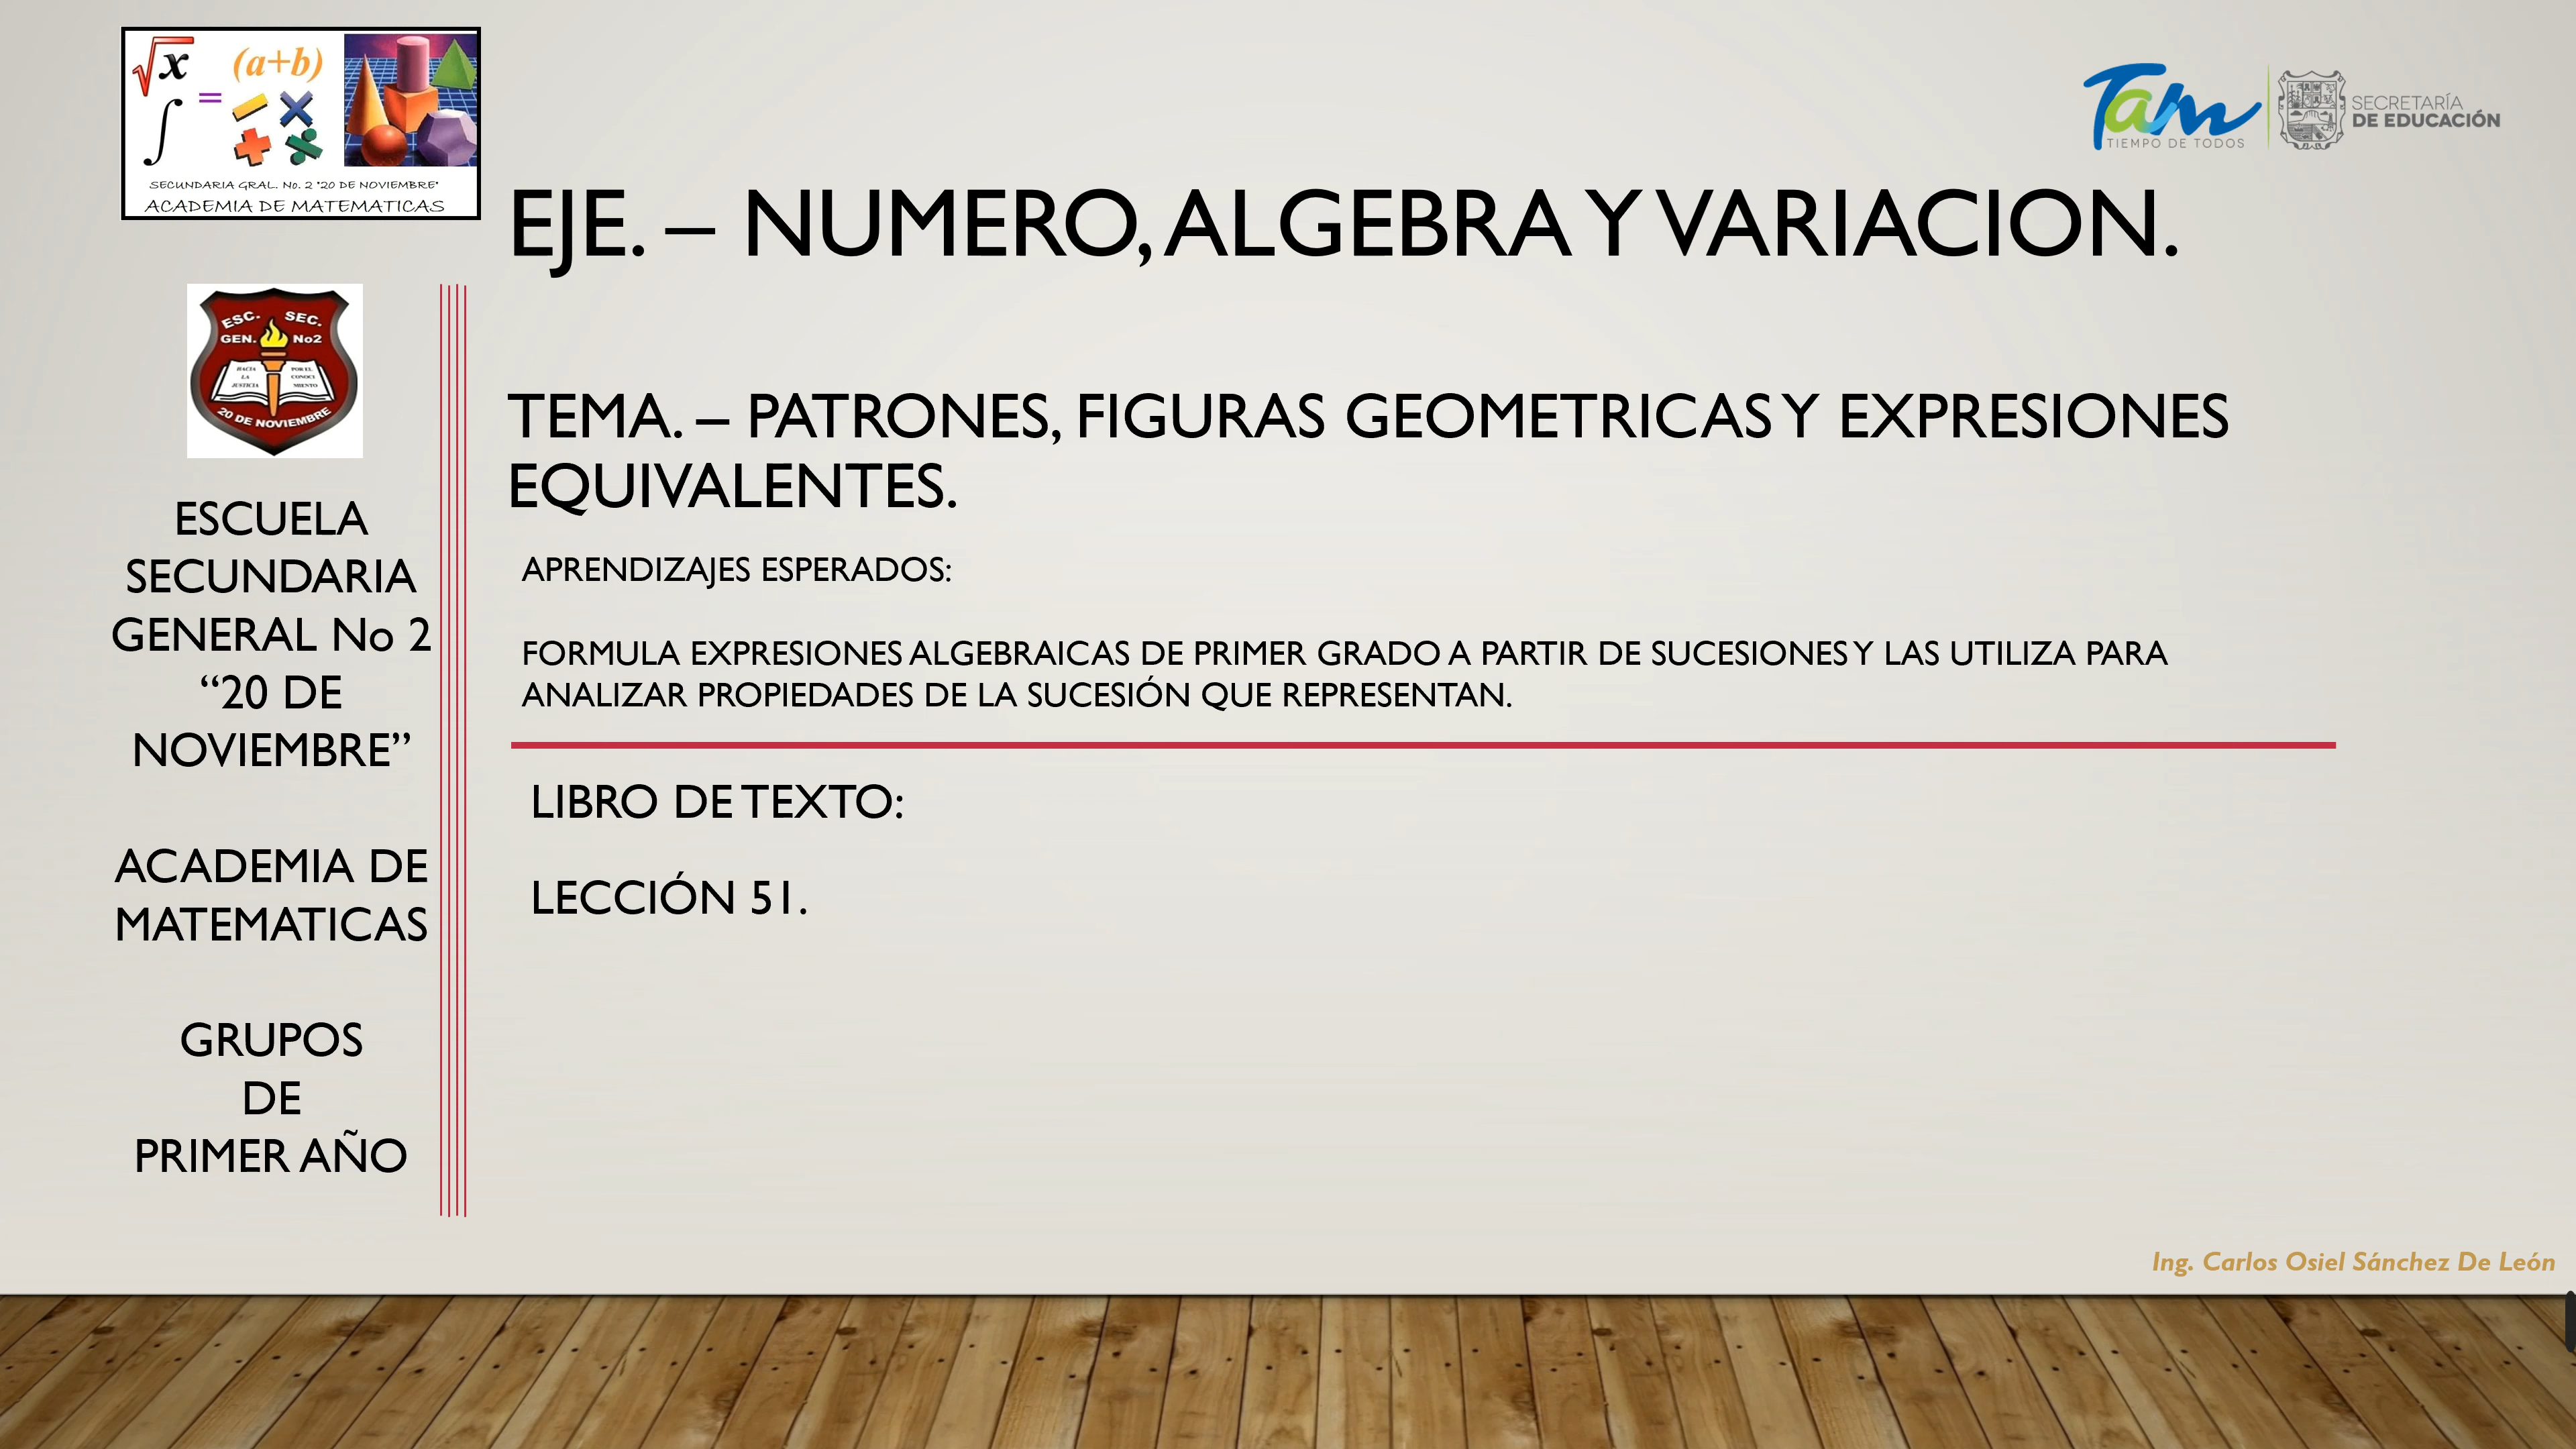 √x
(a+b)
=
∫
SECUNDARIA GRAL. No. 2 "20 DE NOVIEMBRE"
ACADEMIA DE MATEMATICAS
Tam
TIEMPO DE TODOS
SECRETARÍA
DE EDUCACIÓN
EJE. – NUMERO, ALGEBRA Y VARIACION.
ESC. SEC.
GEN. No2
HACIA
LA
JUSTICIA
POR EL
CONOCI
MIENTO
20 DE NOVIEMBRE
TEMA. – PATRONES, FIGURAS GEOMETRICAS Y EXPRESIONES
EQUIVALENTES.
ESCUELA
SECUNDARIA
GENERAL No 2
“20 DE
NOVIEMBRE”
ACADEMIA DE
MATEMATICAS
GRUPOS
DE
PRIMER AÑO
APRENDIZAJES ESPERADOS:
FORMULA EXPRESIONES ALGEBRAICAS DE PRIMER GRADO A PARTIR DE SUCESIONES Y LAS UTILIZA PARA
ANALIZAR PROPIEDADES DE LA SUCESIÓN QUE REPRESENTAN.
LIBRO DE TEXTO:
LECCIÓN 51.
Ing. Carlos Osiel Sánchez De León